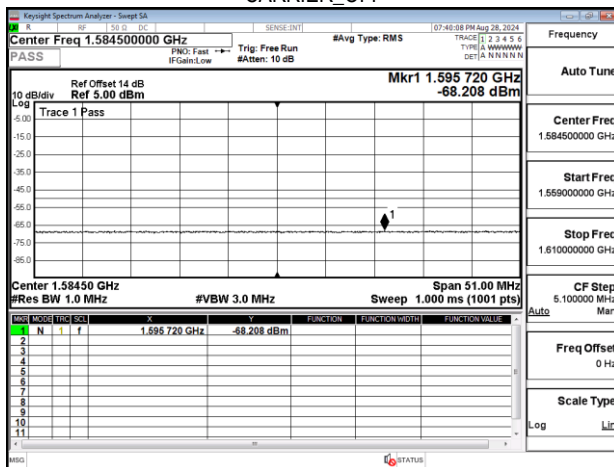 Keysight Spectrum Analyzer - Swept SA
R RF 50 Ω DC SENSE:INT 07:40:08 PM Aug 28, 2024
Center Freq 1.584500000 GHz
PNO: Fast
IFGain:Low
Trig: Free Run
#Atten: 10 dB
#Avg Type: RMS
TRACE 1 2 3 4 5 6
TYPE A WWWWW
DET A NNNNN
PASS
Ref Offset 14 dB
10 dB/div Ref 5.00 dBm
Log
Mkr1 1.595 720 GHz
-68.208 dBm
Trace 1 Pass
-5.00
-15.0
-25.0
-35.0
-45.0
-55.0
-65.0
-75.0
-85.0
1
Center 1.58450 GHz Span 51.00 MHz
#Res BW 1.0 MHz #VBW 3.0 MHz Sweep 1.000 ms (1001 pts)
MKR MODE TRC SCL X Y FUNCTION FUNCTION WIDTH FUNCTION VALUE
1 N 1 f 1.595 720 GHz -68.208 dBm
2
3
4
5
6
7
8
9
10
11
MSG STATUS
Frequency
Auto Tune
Center Freq
1.584500000 GHz
Start Freq
1.559000000 GHz
Stop Freq
1.610000000 GHz
CF Step
5.100000 MHz
Auto Man
Freq Offset
0 Hz
Scale Type
Log Lin